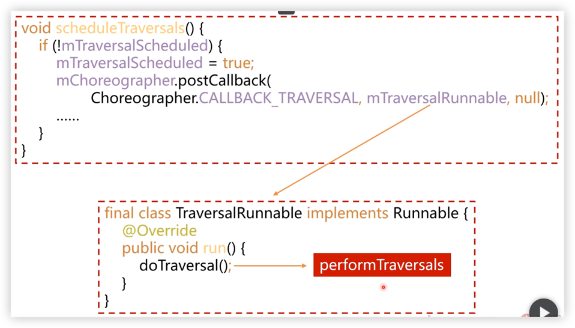 void scheduleTraversals() {
if (!mTraversalScheduled) {
mTraversalScheduled = true;
mChoreographer.postCallback(
Choreographer.CALLBACK_TRAVERSAL, mTraversalRunnable, null);
......
}
}
final class TraversalRunnable implements Runnable {
@Override
public void run() {
doTraversal(); performTraversals
}
}